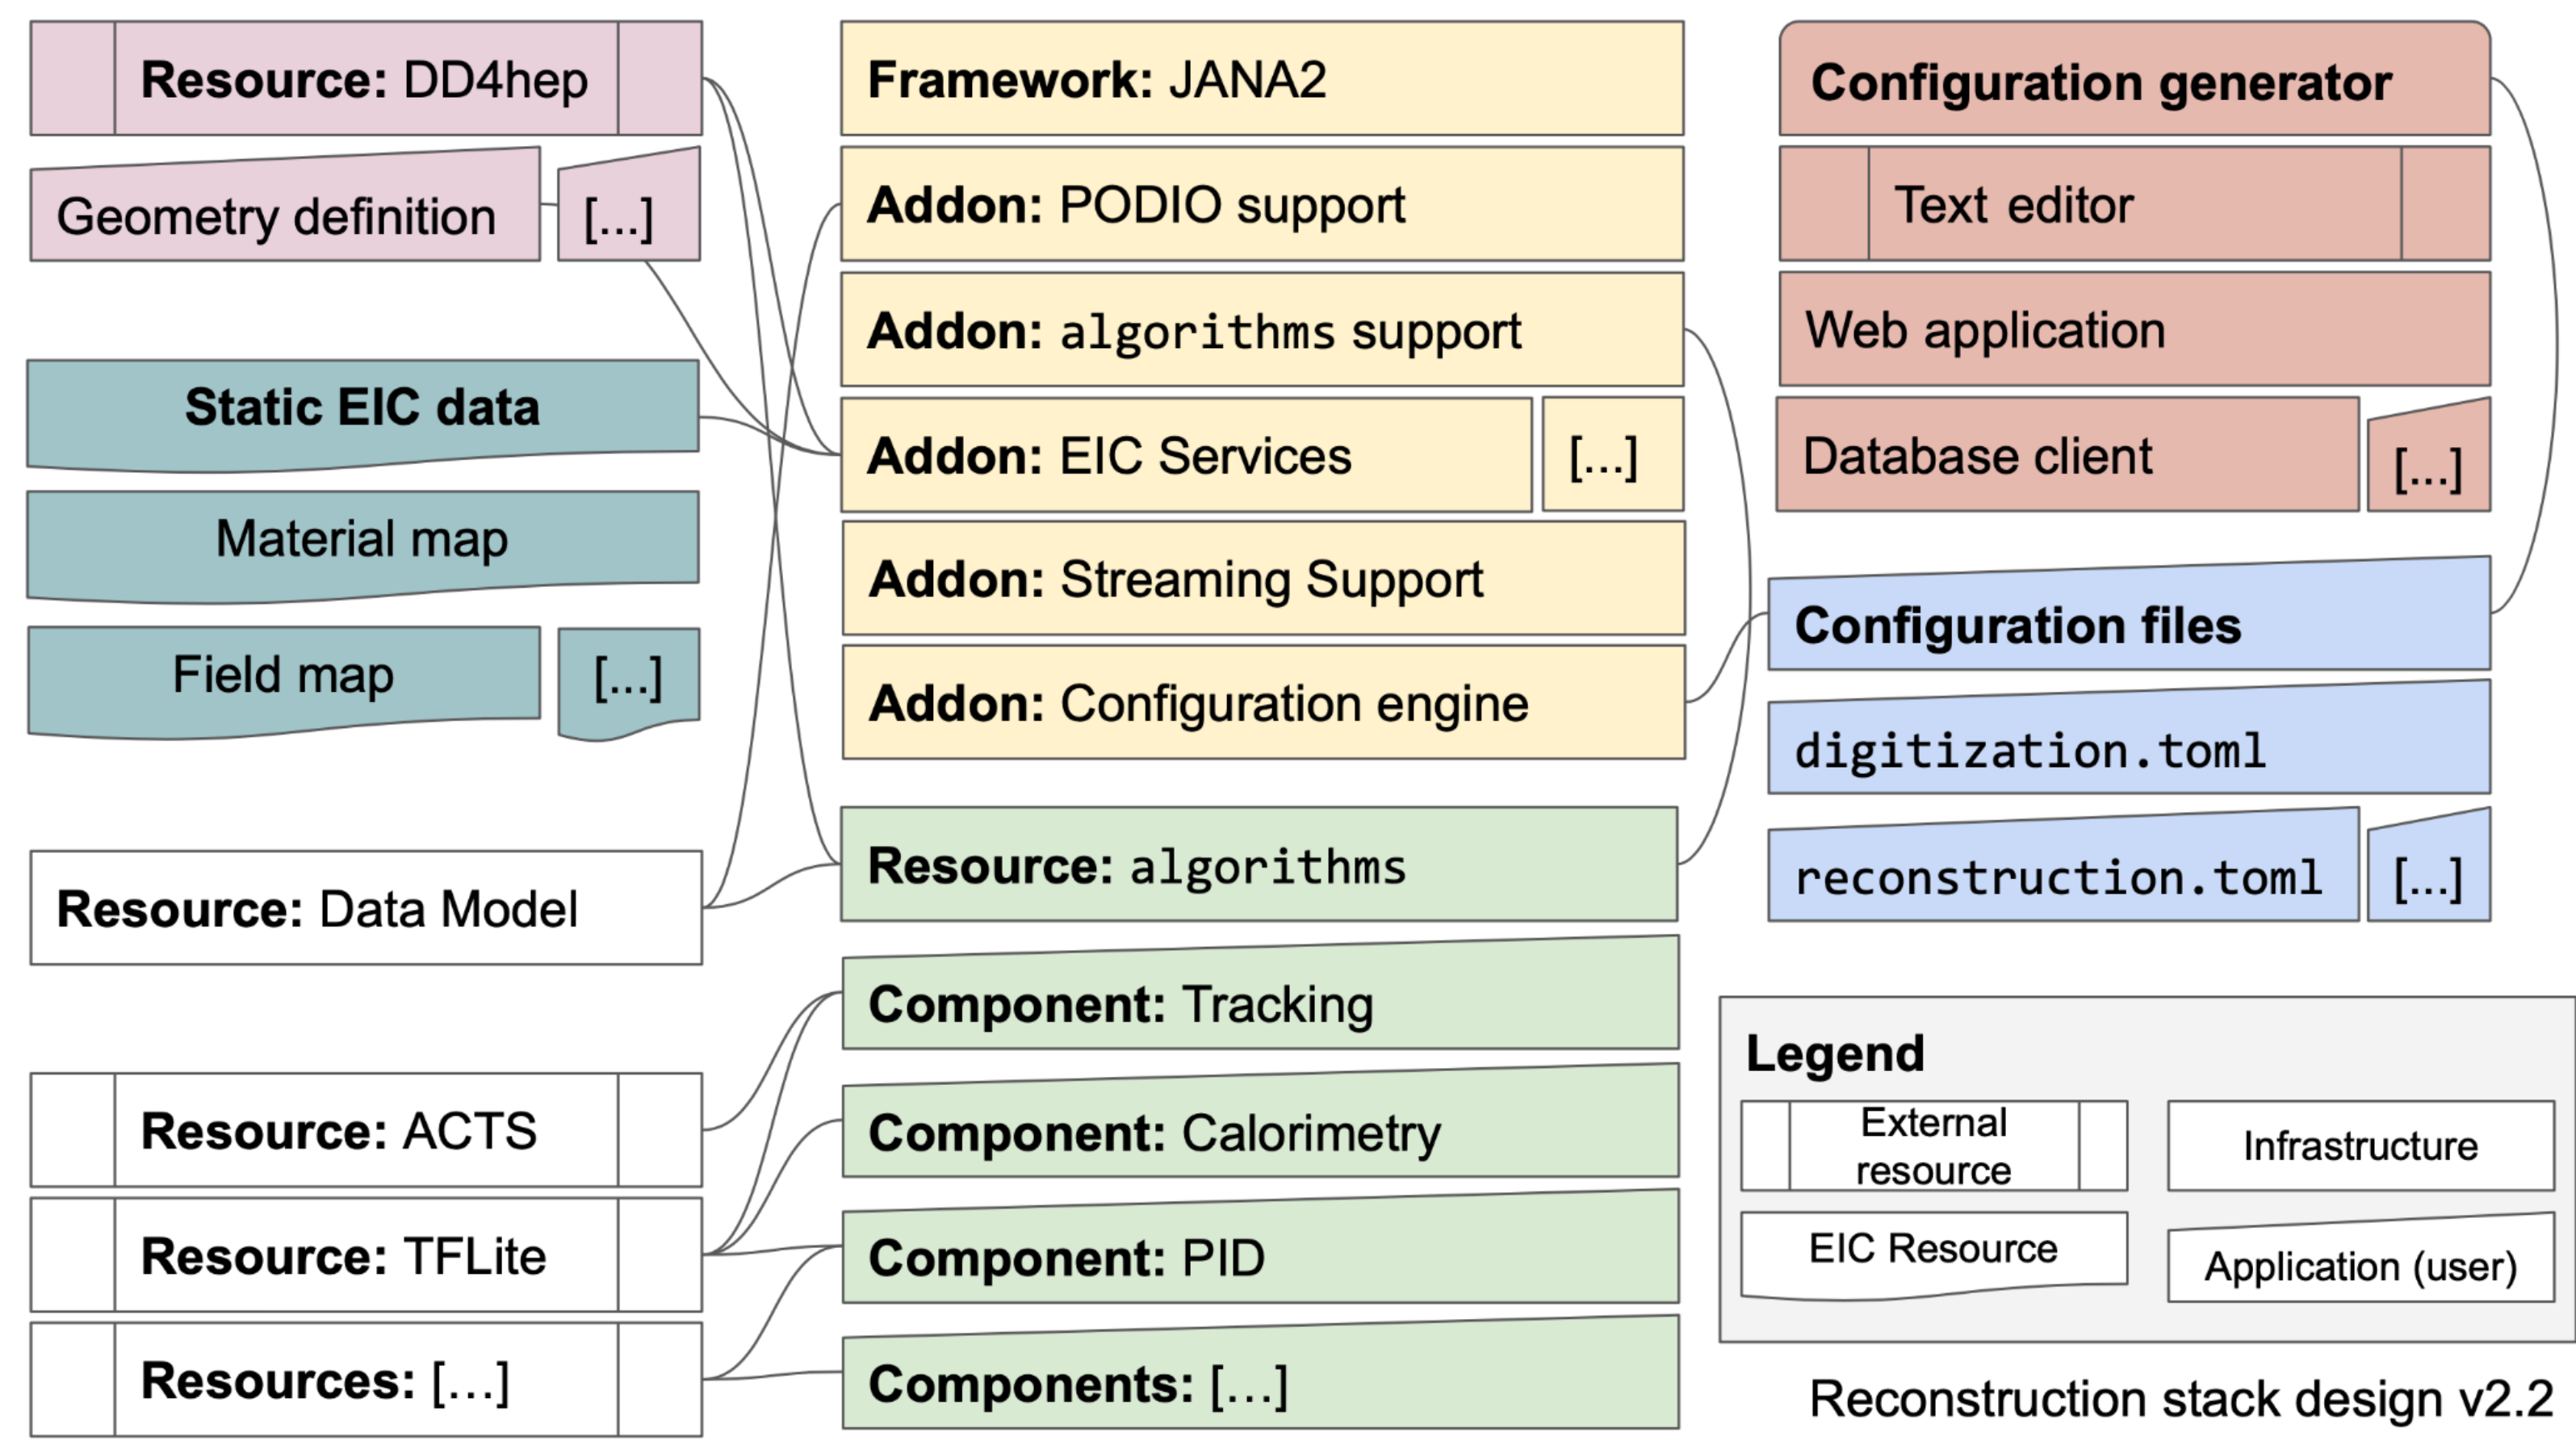 Resource: DD4hep
Geometry definition
[...]
Static EIC data
Material map
Field map
[...]
Resource: Data Model
Resource: ACTS
Resource: TFLite
Resources: [...]
Framework: JANA2
Addon: PODIO support
Addon: algorithms support
Addon: EIC Services
[...]
Addon: Streaming Support
Addon: Configuration engine
Resource: algorithms
Component: Tracking
Component: Calorimetry
Component: PID
Components: [...]
Configuration generator
Text editor
Web application
Database client
[...]
Configuration files
digitization.toml
reconstruction.toml
[...]
Legend
External
resource
Infrastructure
EIC Resource
Application (user)
Reconstruction stack design v2.2